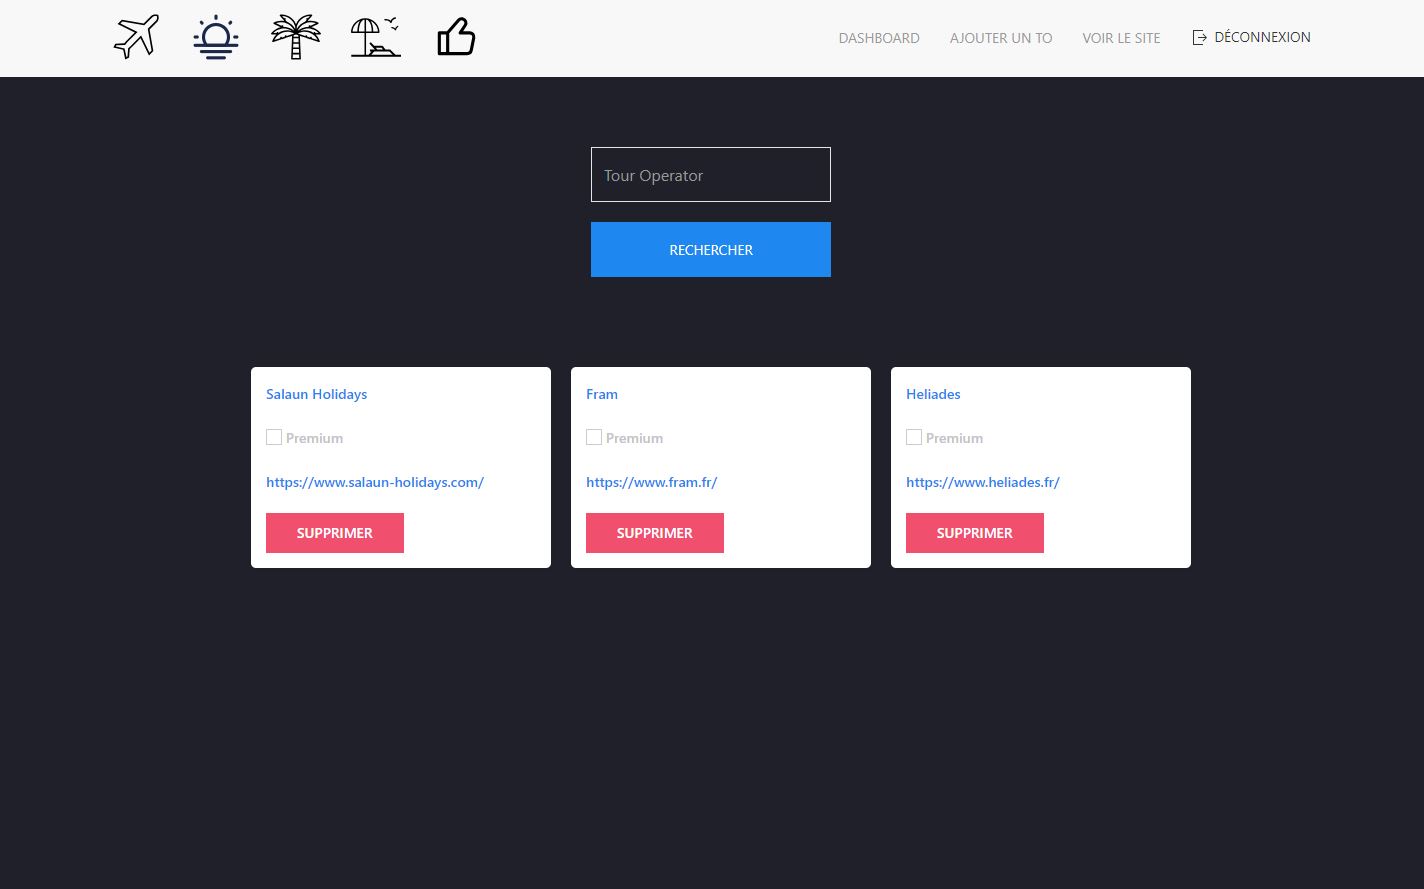 DASHBOARD AJOUTER UN TO VOIR LE SITE DÉCONNEXION
Tour Operator
RECHERCHER
Salaun Holidays
Premium
https://www.salaun-holidays.com/
SUPPRIMER
Fram
Premium
https://www.fram.fr/
SUPPRIMER
Heliades
Premium
https://www.heliades.fr/
SUPPRIMER